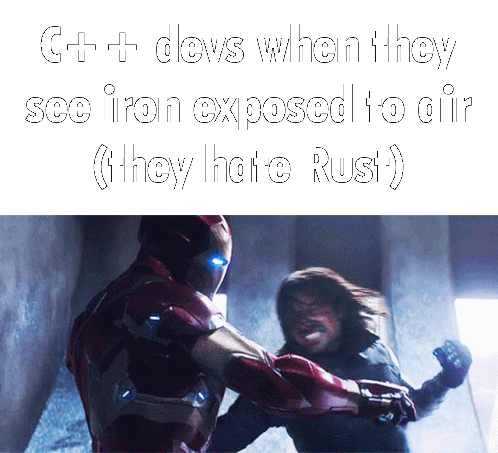 C++ devs when they
see iron exposed to air
(they hate Rust)